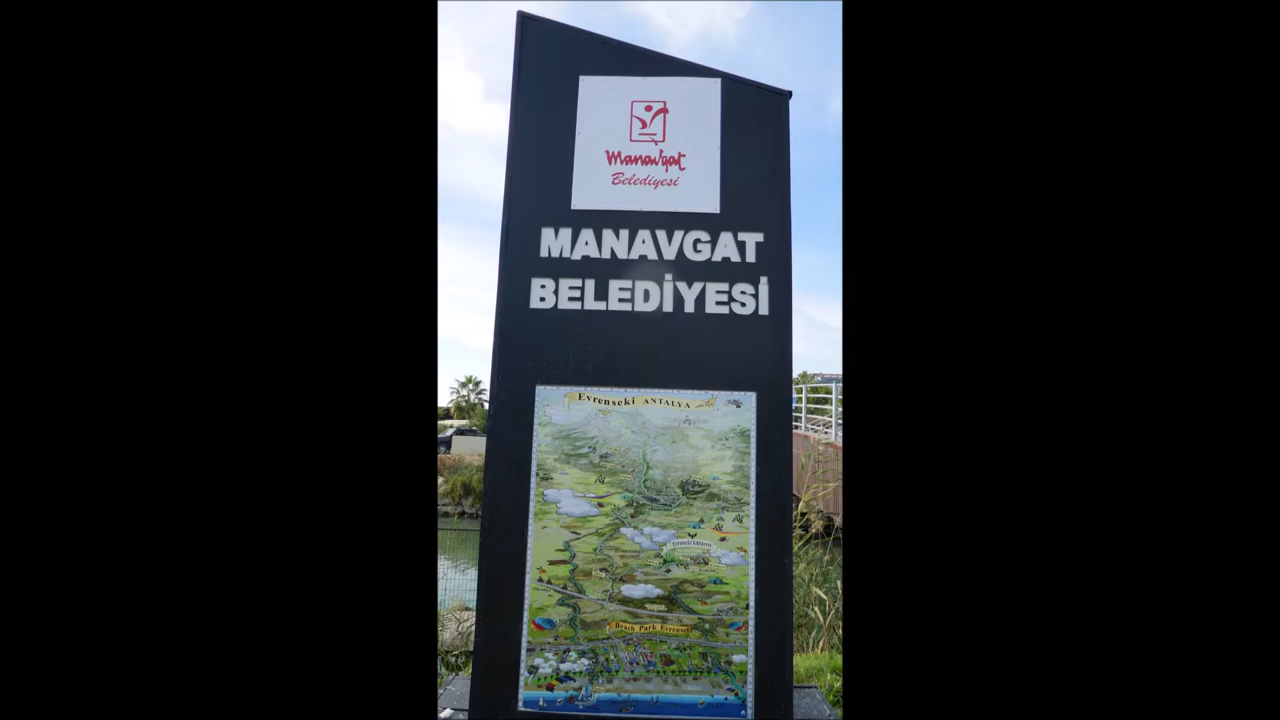 Manavgat
Belediyesi
MANAVGAT
BELEDİYESİ
Evrenseki ANTALYA
Beach Park Evrenseki